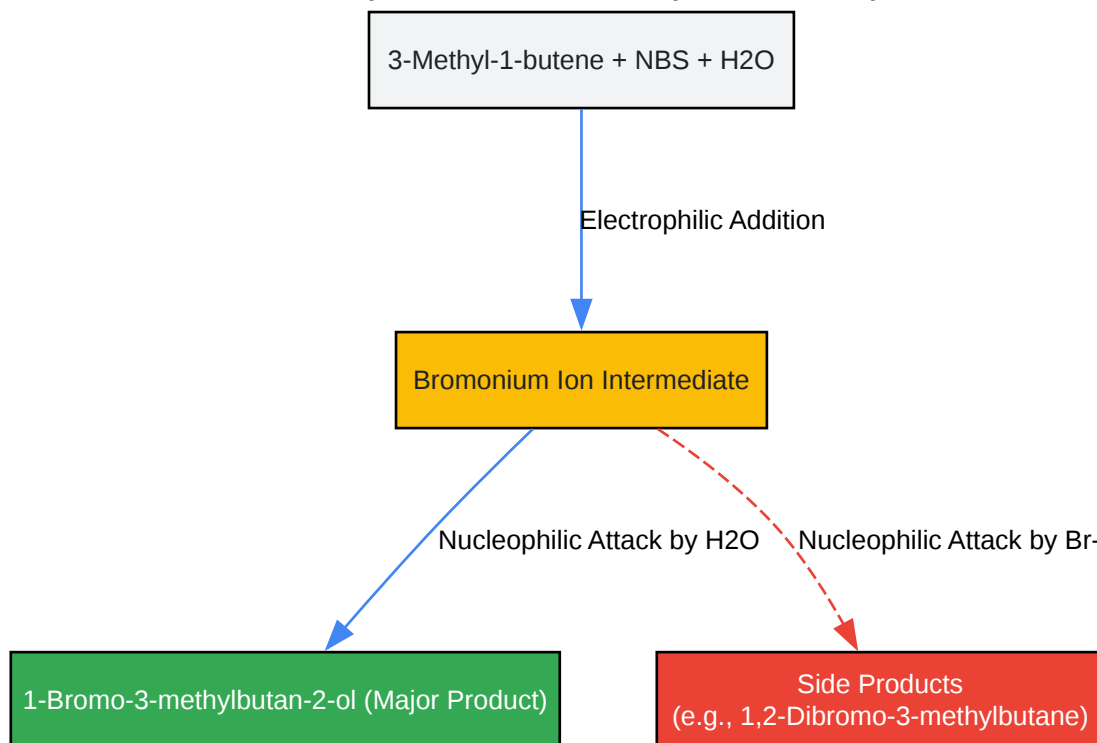 3-Methyl-1-butene + NBS + H2O
Electrophilic Addition
Bromonium Ion Intermediate
Nucleophilic Attack by H2O
Nucleophilic Attack by Br-
1-Bromo-3-methylbutan-2-ol (Major Product)
Side Products
(e.g., 1,2-Dibromo-3-methylbutane)